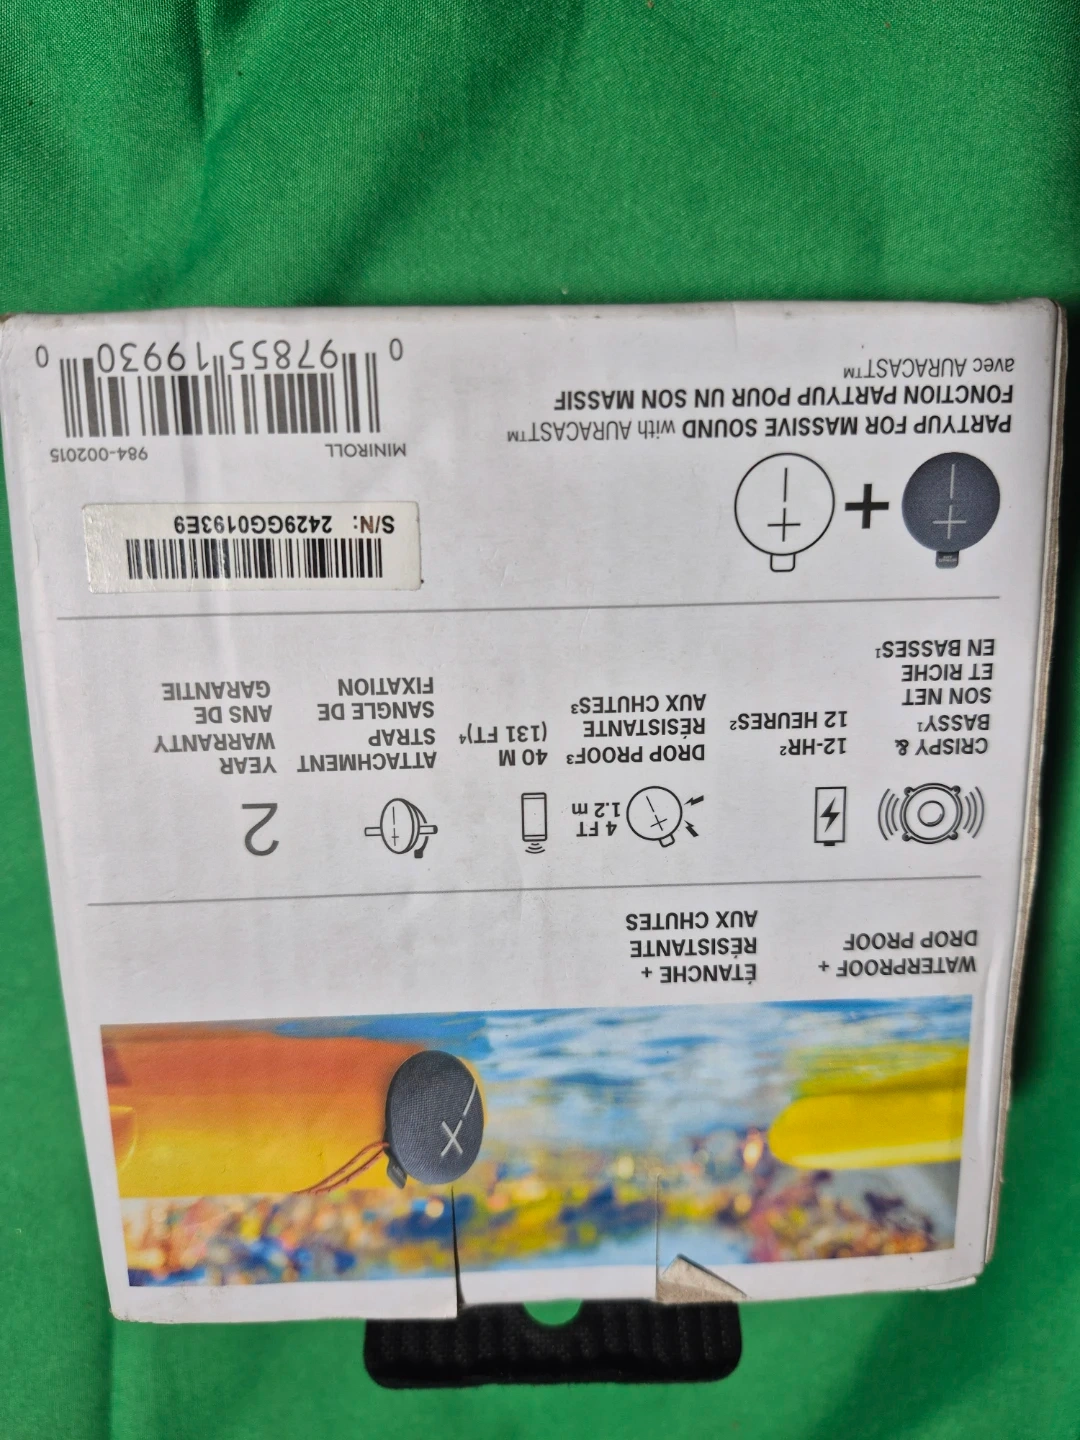 WATERPROOF +
DROP PROOF
ÉTANCHE +
RÉSISTANTE
AUX CHUTES
CRISPY &
BASSY¹
SON NET
ET RICHE
EN BASSES¹
12-HR²
12 HEURES²
4 FT
1.2 m
DROP PROOF³
RÉSISTANTE
AUX CHUTES³
40 M
(131 FT)⁴
ATTACHMENT
STRAP
SANGLE DE
FIXATION
2
YEAR
WARRANTY
ANS DE
GARANTIE
PARTYUP FOR MASSIVE SOUND with AURACAST™
FONCTION PARTYUP POUR UN SON MASSIF
avec AURACAST™
S/N: 2429GG0193E9
MINIROLL 984-002015
0 97855 19930 0